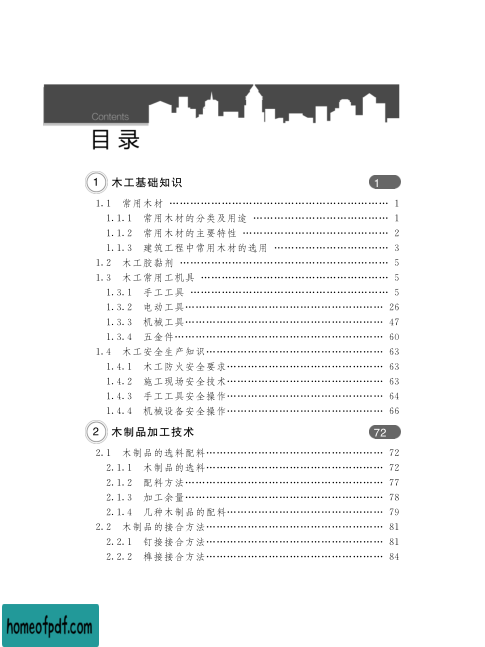 Contents
目录
1 木工基础知识 1
1.1 常用木材 …………………………………………………… 1
1.1.1 常用木材的分类及用途 ……………………………… 1
1.1.2 常用木材的主要特性 ………………………………… 2
1.1.3 建筑工程中常用木材的选用 ………………………… 3
1.2 木工胶黏剂 ………………………………………………… 5
1.3 木工常用工机具 …………………………………………… 5
1.3.1 手工工具 ……………………………………………… 5
1.3.2 电动工具……………………………………………… 26
1.3.3 机械工具……………………………………………… 47
1.3.4 五金件………………………………………………… 60
1.4 木工安全生产知识………………………………………… 63
1.4.1 木工防火安全要求…………………………………… 63
1.4.2 施工现场安全技术…………………………………… 63
1.4.3 手工工具安全操作…………………………………… 64
1.4.4 机械设备安全操作…………………………………… 66
2 木制品加工技术 72
2.1 木制品的选料配料………………………………………… 72
2.1.1 木制品的选料………………………………………… 72
2.1.2 配料方法……………………………………………… 77
2.1.3 加工余量……………………………………………… 78
2.1.4 几种木制品的配料…………………………………… 79
2.2 木制品的接合方法………………………………………… 81
2.2.1 钉接接合方法………………………………………… 81
2.2.2 榫接接合方法………………………………………… 84
homeofpdf.com